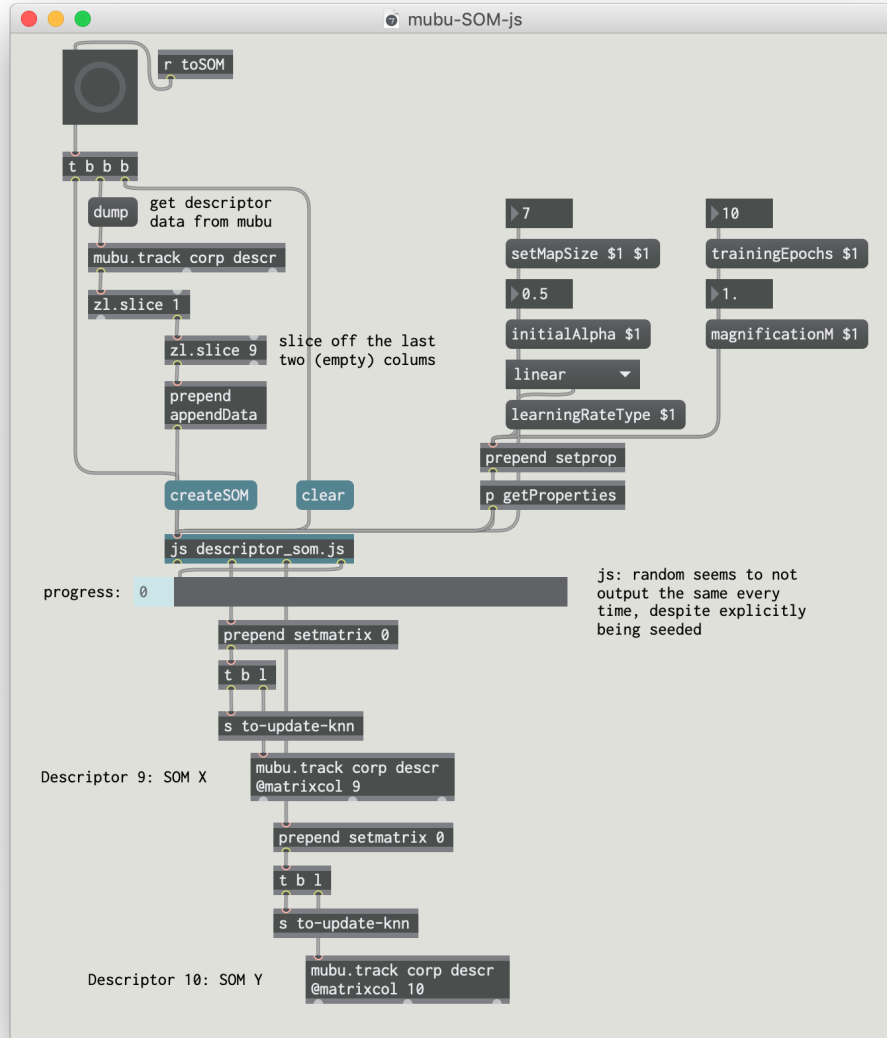 mubu-SOM-js
r toSOM
t b b b
dump
get descriptor
data from mubu
mubu.track corp descr
zl.slice 1
zl.slice 9
slice off the last
two (empty) colums
prepend
appendData
createSOM
clear
7
setMapSize $1 $1
0.5
initialAlpha $1
linear
learningRateType $1
10
trainingEpochs $1
1.
magnificationM $1
prepend setprop
p getProperties
js descriptor_som.js
progress: 0
js: random seems to not
output the same every
time, despite explicitly
being seeded
prepend setmatrix 0
t b l
s to-update-knn
Descriptor 9: SOM X
mubu.track corp descr
@matrixcol 9
prepend setmatrix 0
t b l
s to-update-knn
Descriptor 10: SOM Y
mubu.track corp descr
@matrixcol 10